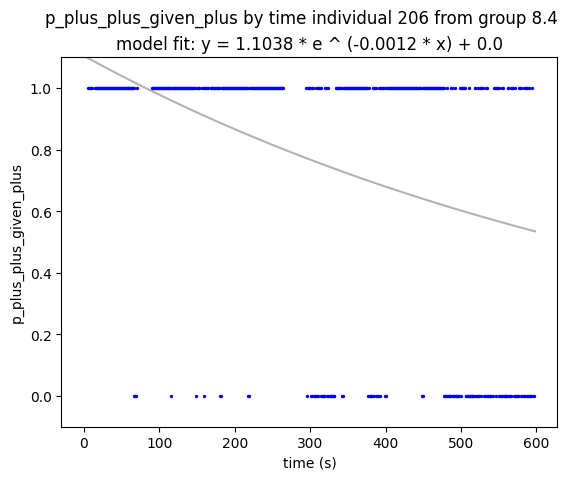 p_plus_plus_given_plus by time individual 206 from group 8.4
model fit: y = 1.1038 * e ^ (-0.0012 * x) + 0.0
1.0
0.8
0.6
0.4
0.2
0.0
p_plus_plus_given_plus
0 100 200 300 400 500 600
time (s)